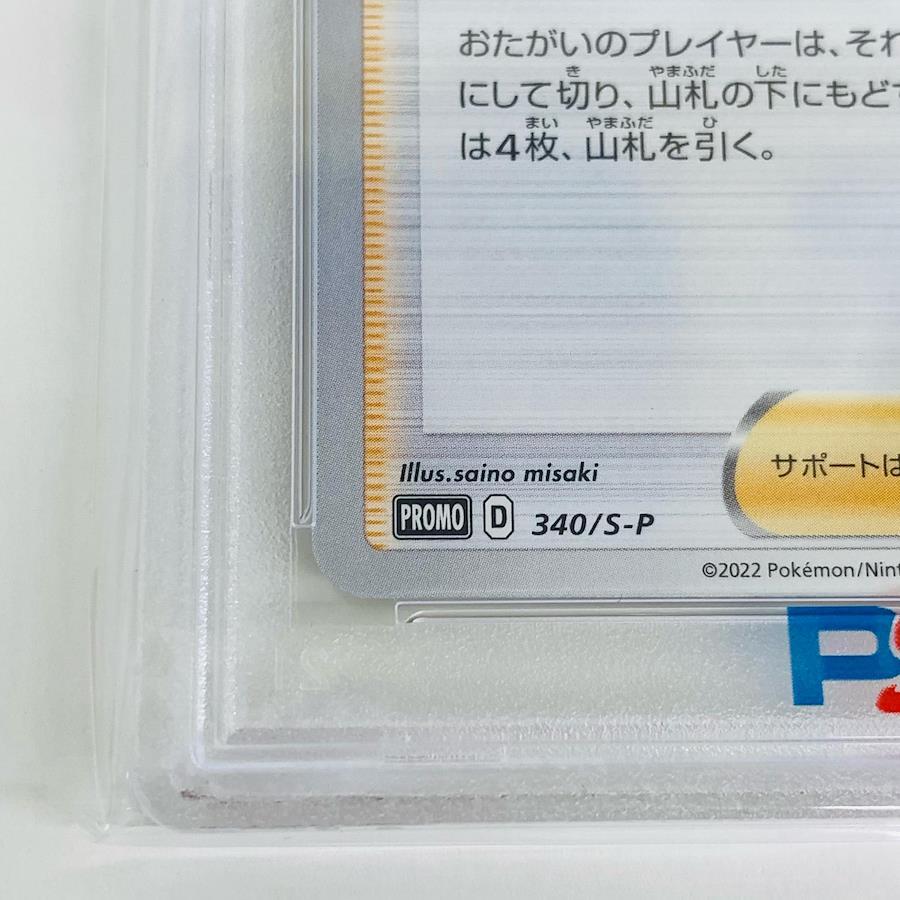 おたがいのプレイヤーは、それ
にして切り、山札の下にもどす
は4枚、山札を引く。
Illus.saino misaki
PROMO D 340/S-P
サポートは
©2022 Pokémon/Nint
PS